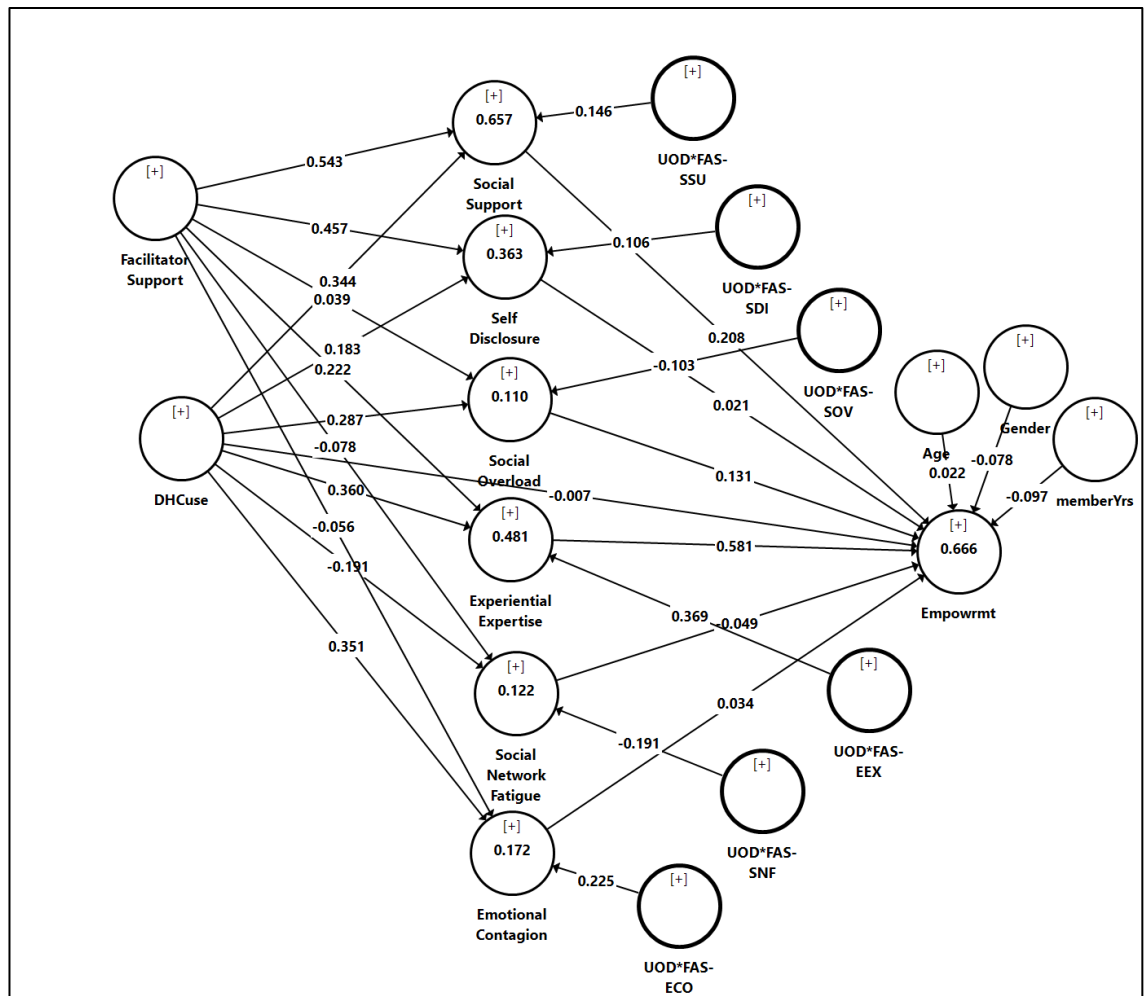 [+]
[+]
0.657
0.146
UOD*FAS-
SSU
0.543
[+]
Social
Support
[+]
0.457
[+]
0.363
0.106
Facilitator
Support
UOD*FAS-
SDI
[+]
0.344
0.039
Self
Disclosure
0.208
[+]
0.183
0.222
[+]
0.110
-0.103
UOD*FAS-
SOV
[+]
[+]
[+]
0.287
0.021
Gender
-0.078
Social
Overload
0.131
Age
0.022
-0.078
memberYrs
DHCuse
0.360
-0.007
-0.097
[+]
0.481
[+]
0.666
-0.056
0.581
-0.191
Experiential
Expertise
Empowrmt
0.369
-0.049
0.351
[+]
0.122
[+]
0.034
Social
Network
Fatigue
-0.191
UOD*FAS-
EEX
[+]
[+]
0.172
UOD*FAS-
SNF
0.225
[+]
Emotional
Contagion
UOD*FAS-
ECO